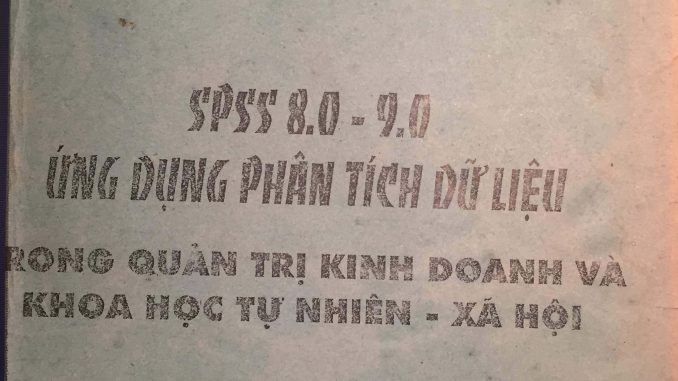 SPSS 8.0 - 9.0
ỨNG DỤNG PHÂN TÍCH DỮ LIỆU
TRONG QUẢN TRỊ KINH DOANH VÀ
KHOA HỌC TỰ NHIÊN - XÃ HỘI